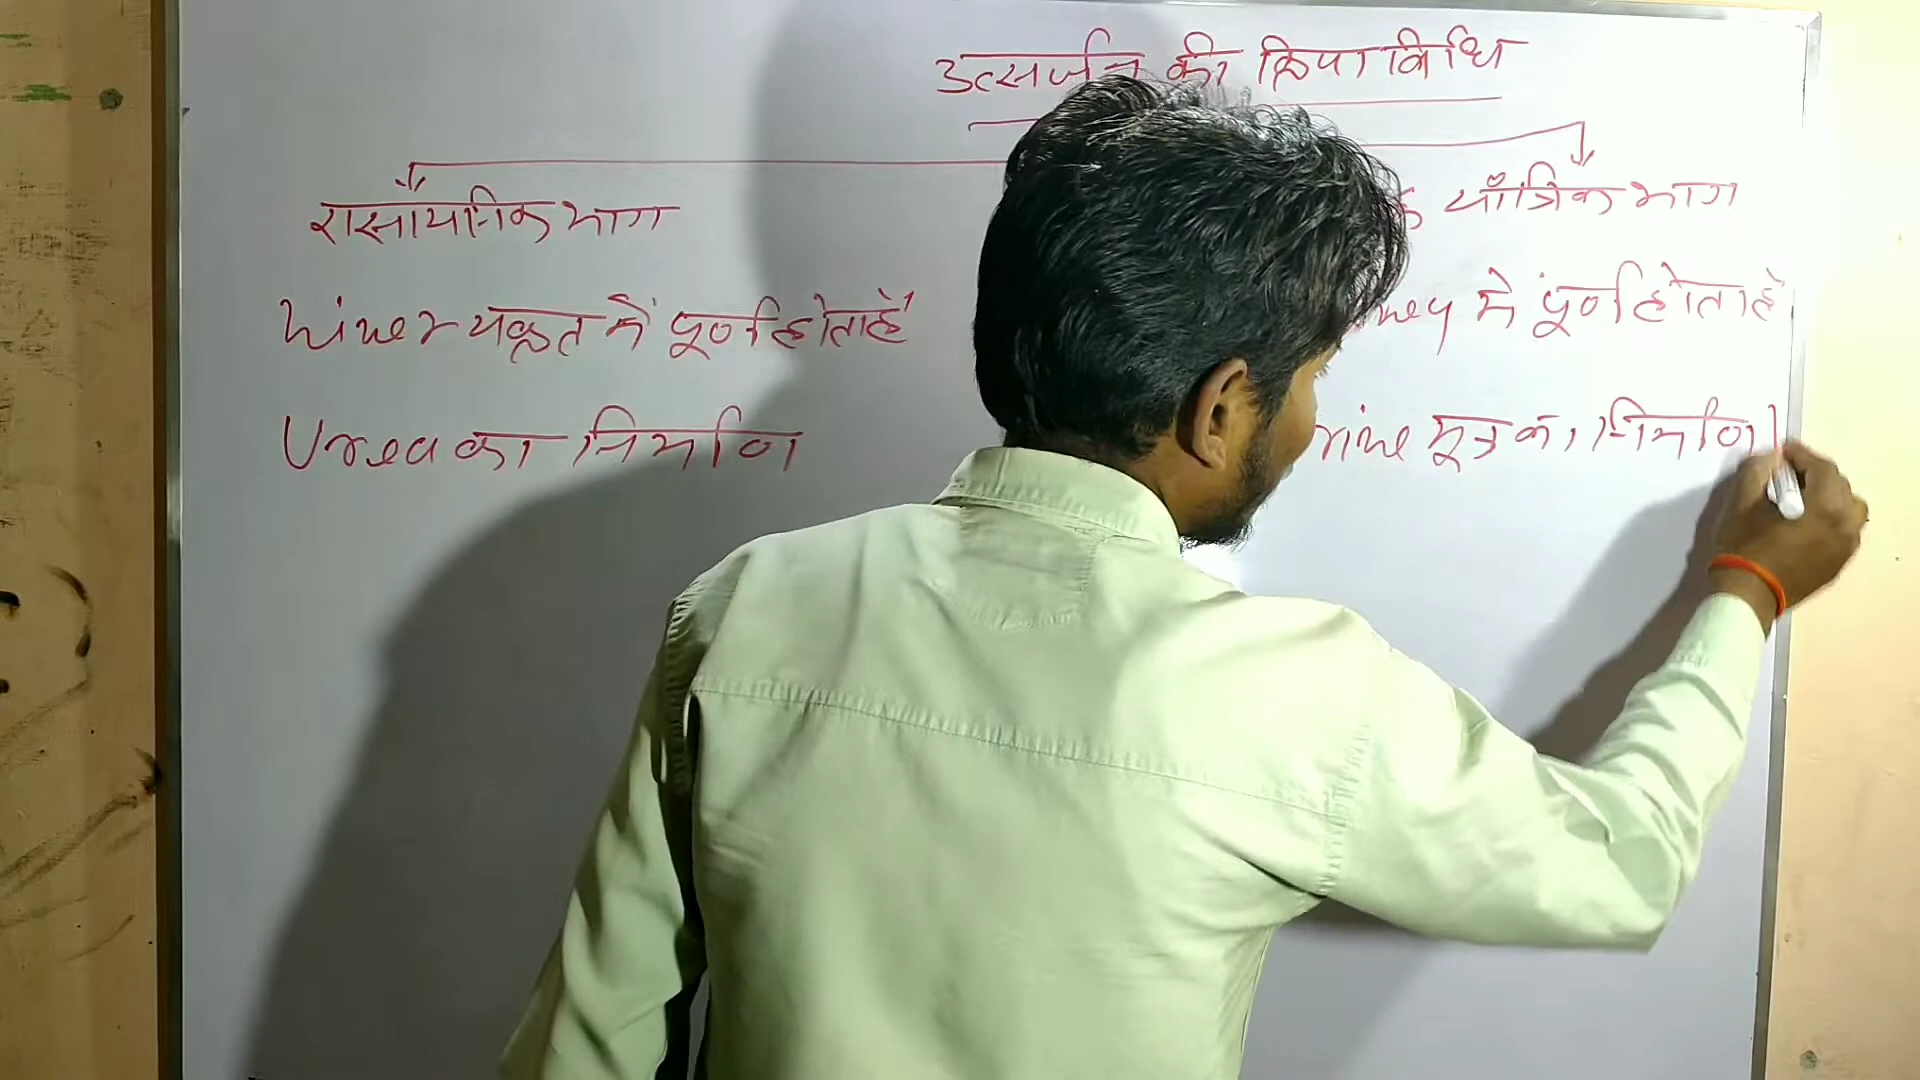 उत्सर्जन की क्रिया विधि
रासायनिक भाग
यांत्रिक भाग
Liver यकृत में पूर्ण होता है
में पूर्ण होता है
Urea का निर्माण
मूत्र का निर्माण